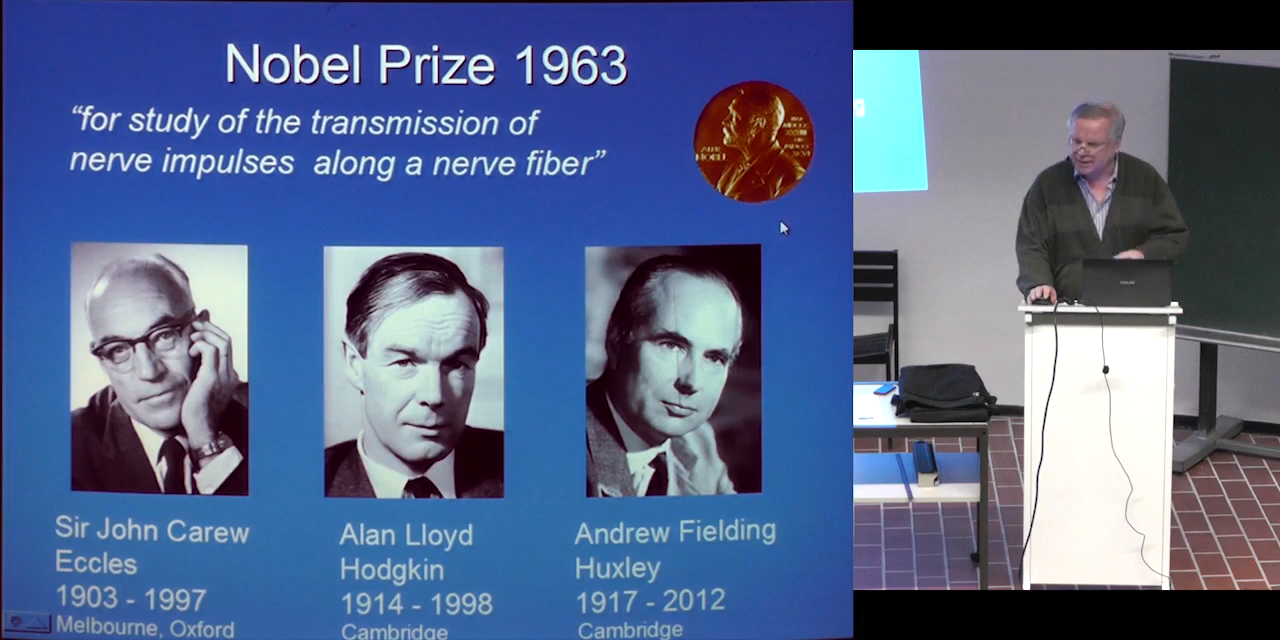 Nobel Prize 1963
“for study of the transmission of
nerve impulses along a nerve fiber”
Sir John Carew
Eccles
1903 - 1997
Melbourne, Oxford
Alan Lloyd
Hodgkin
1914 - 1998
Cambridge
Andrew Fielding
Huxley
1917 - 2012
Cambridge